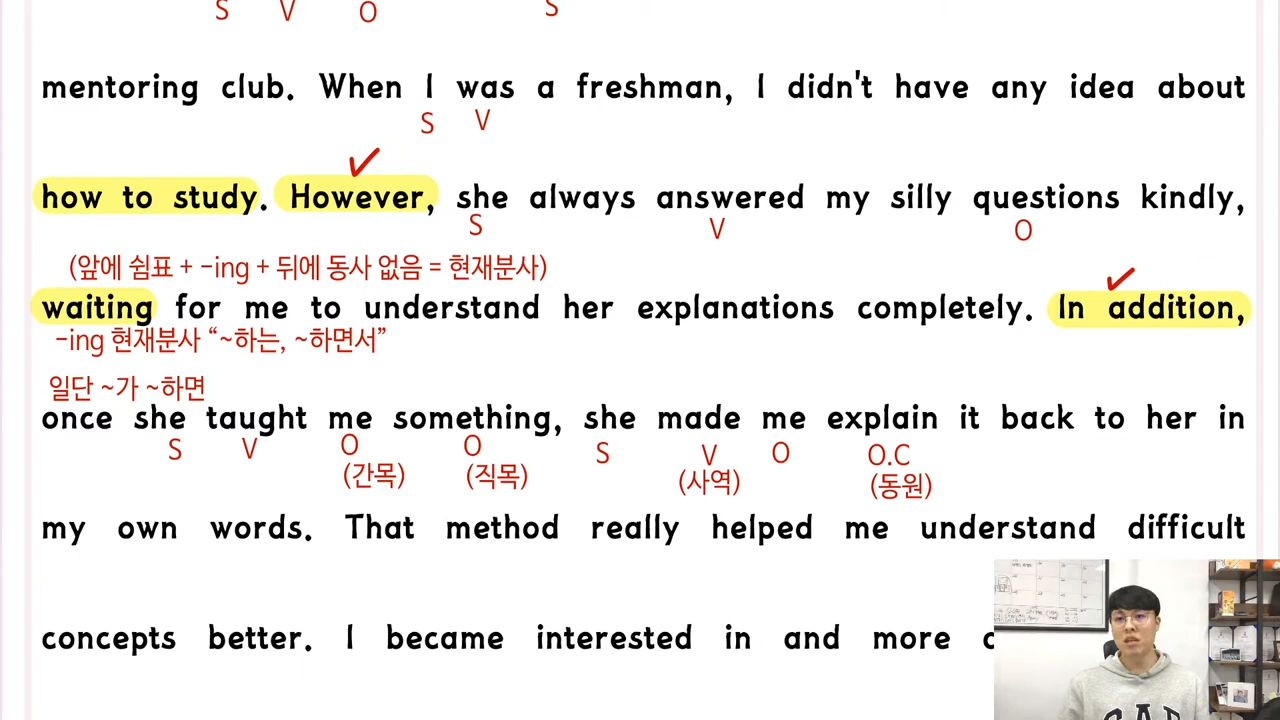 S V O S
mentoring club. When I was a freshman, I didn't have any idea about
S V
how to study. However, she always answered my silly questions kindly,
S V O
(앞에 쉼표 + -ing + 뒤에 동사 없음 = 현재분사)
waiting for me to understand her explanations completely. In addition,
-ing 현재분사 “~하는, ~하면서”
일단 ~가 ~하면
once she taught me something, she made me explain it back to her in
S V O O S V O O.C
(간목) (직목) (사역) (동원)
my own words. That method really helped me understand difficult
concepts better. I became interested in and more
GAP